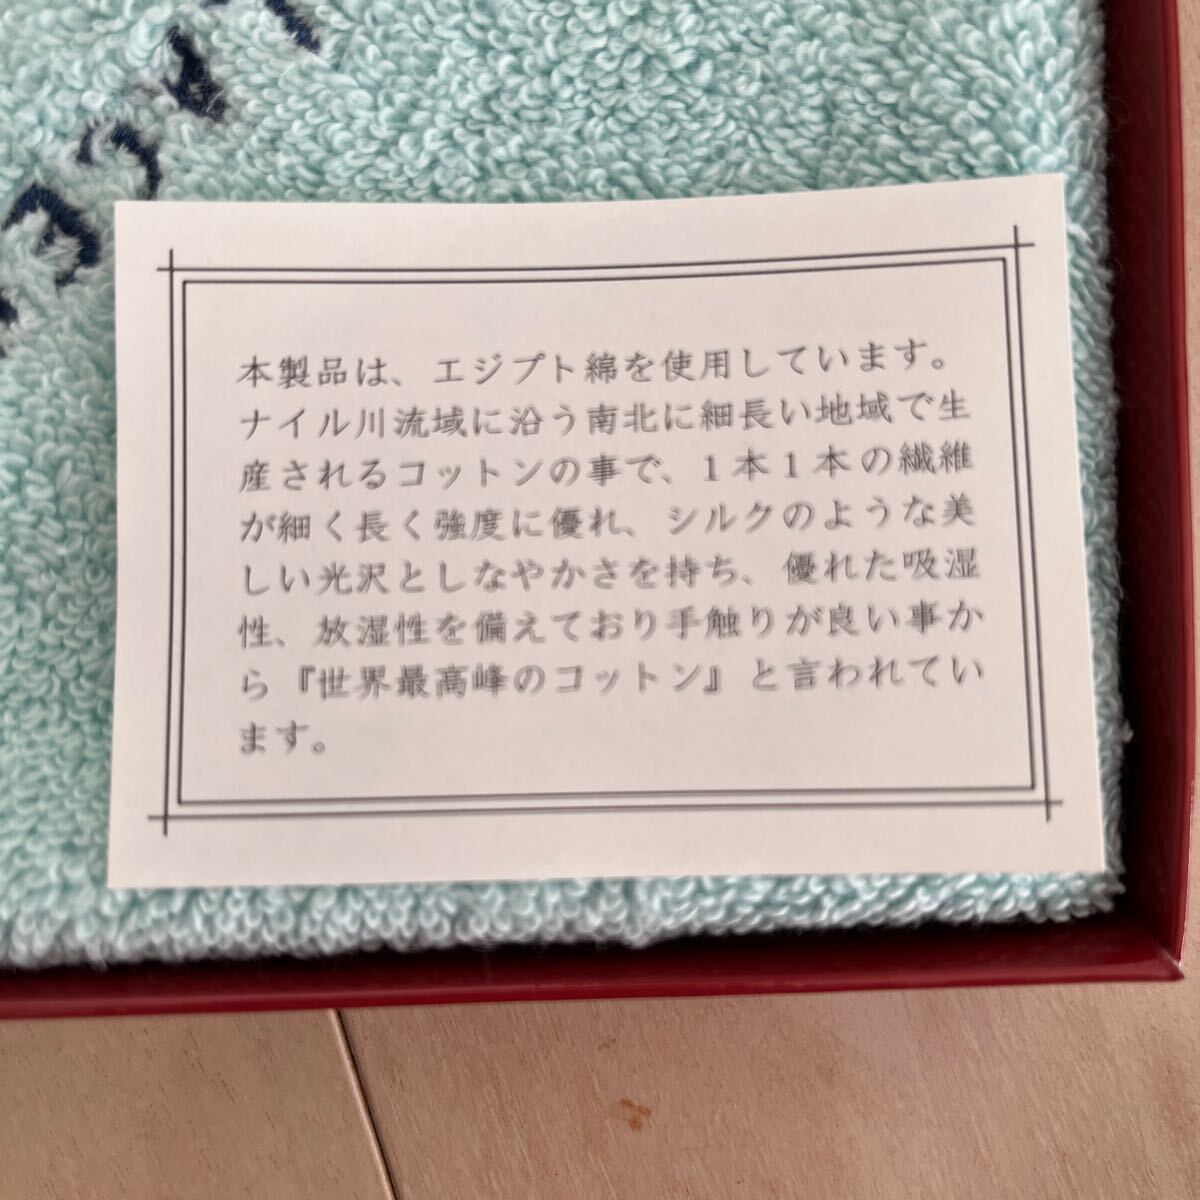 本製品は、エジプト綿を使用しています。
ナイル川流域に沿う南北に細長い地域で生
産されるコットンの事で、1本1本の繊維
が細く長く強度に優れ、シルクのような美
しい光沢としなやかさを持ち、優れた吸湿
性、放湿性を備えており手触りが良い事か
ら『世界最高峰のコットン』と言われてい
ます。